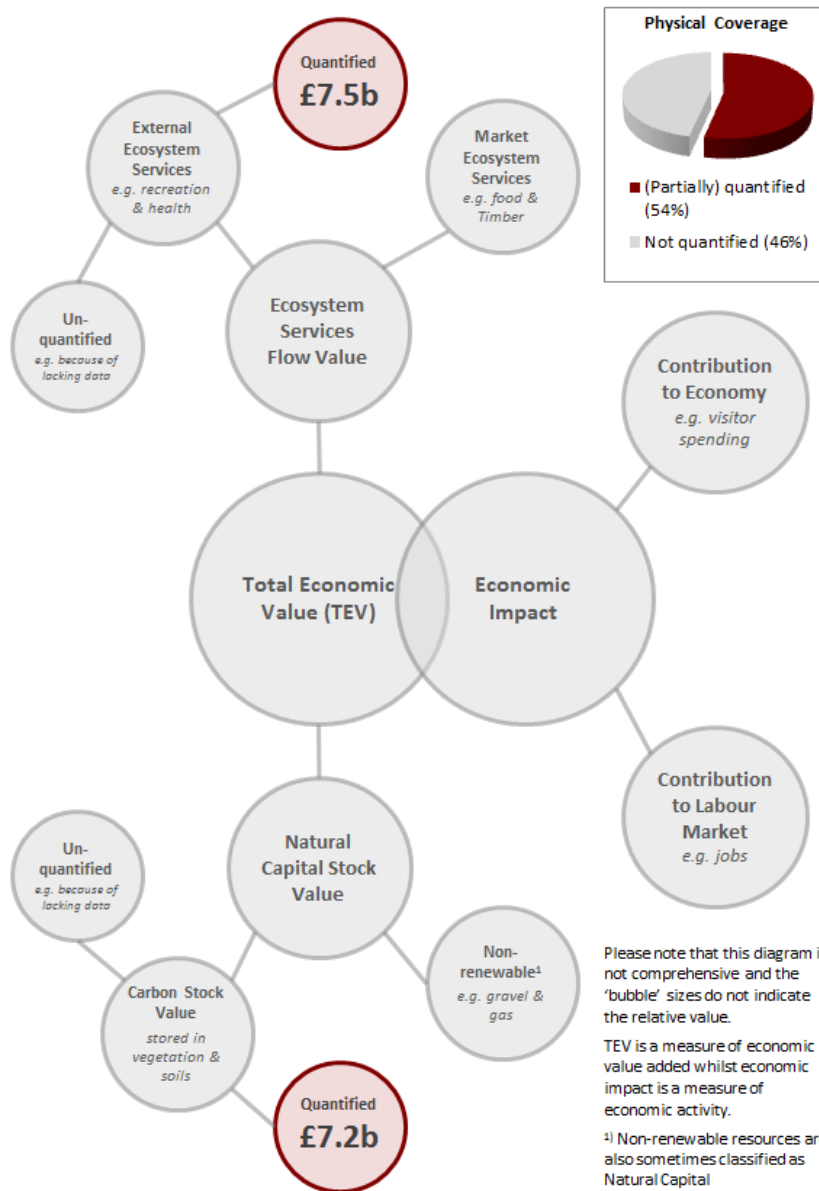 Quantified
£7.5b
External
Ecosystem
Services
e.g. recreation
& health
Market
Ecosystem
Services
e.g. food &
Timber
Physical Coverage
(Partially) quantified
(54%)
Not quantified (46%)
Un-
quantified
e.g. because of
lacking data
Ecosystem
Services
Flow Value
Contribution
to Economy
e.g. visitor
spending
Total Economic
Value (TEV)
Economic
Impact
Contribution
to Labour
Market
e.g. jobs
Natural
Capital Stock
Value
Un-
quantified
e.g. because of
lacking data
Non-
renewable¹
e.g. gravel &
gas
Carbon Stock
Value
stored in
vegetation &
soils
Quantified
£7.2b
Please note that this diagram i
not comprehensive and the
‘bubble’ sizes do not indicate
the relative value.
TEV is a measure of economic
value added whilst economic
impact is a measure of
economic activity.
¹⁾ Non-renewable resources ar
also sometimes classified as
Natural Capital